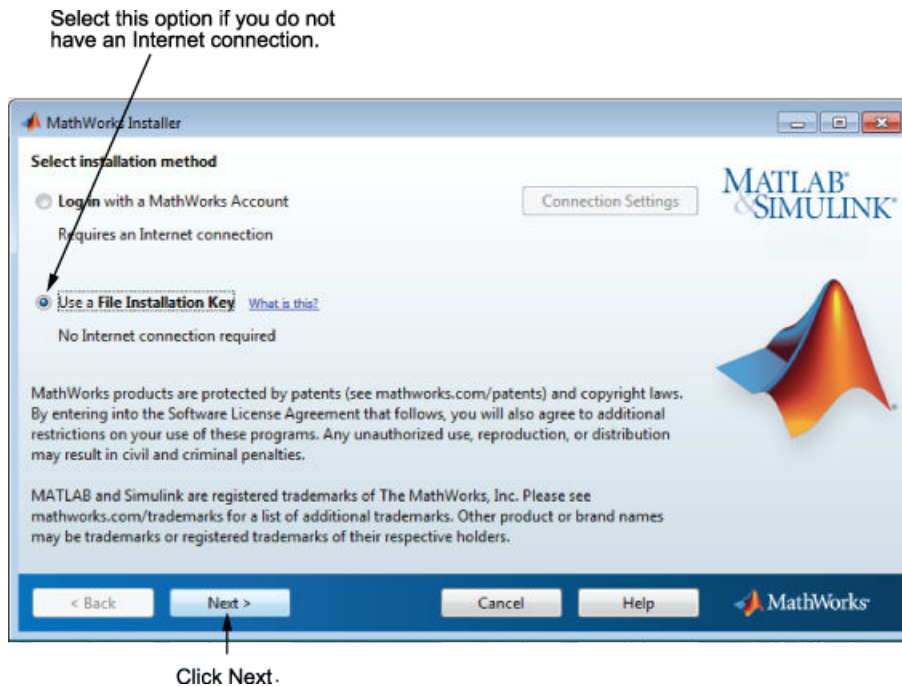 Select this option if you do not
have an Internet connection.
MathWorks Installer
Select installation method
Log in with a MathWorks Account
Connection Settings
Requires an Internet connection
Use a File Installation Key What is this?
No Internet connection required
MATLAB®
&SIMULINK®
MathWorks products are protected by patents (see mathworks.com/patents) and copyright laws.
By entering into the Software License Agreement that follows, you will also agree to additional
restrictions on your use of these programs. Any unauthorized use, reproduction, or distribution
may result in civil and criminal penalties.
MATLAB and Simulink are registered trademarks of The MathWorks, Inc. Please see
mathworks.com/trademarks for a list of additional trademarks. Other product or brand names
may be trademarks or registered trademarks of their respective holders.
< Back
Next >
Cancel
Help
MathWorks®
Click Next.